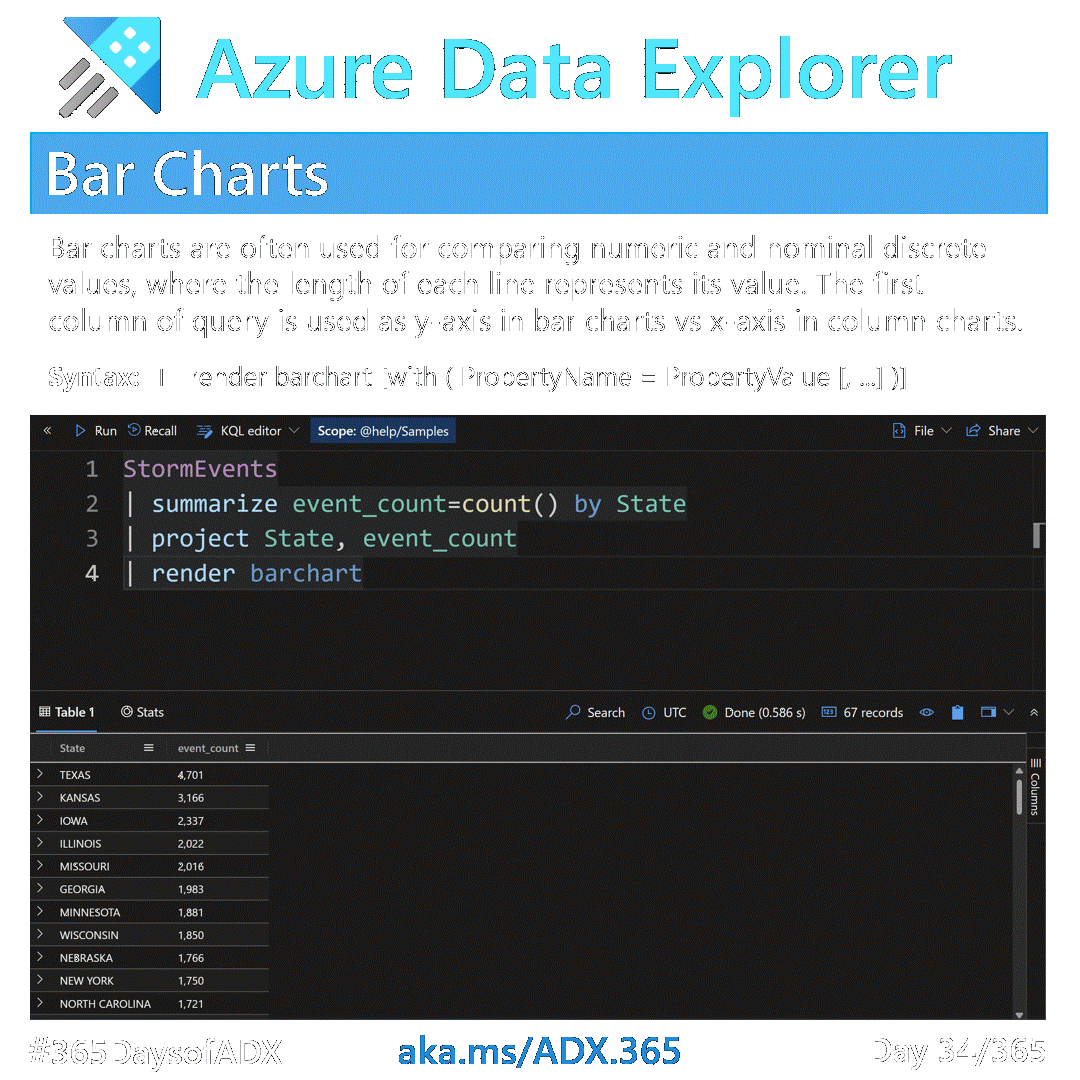 Azure Data Explorer
Bar Charts
Bar charts are often used for comparing numeric and nominal discrete
values, where the length of each line represents its value. The first
column of query is used as y-axis in bar charts vs x-axis in column charts.
Syntax: T | render barchart [with ( PropertyName = PropertyValue [, ...] )]
« Run Recall KQL editor Scope: @help/Samples File Share
1 StormEvents
2 | summarize event_count=count() by State
3 | project State, event_count
4 | render barchart
Table 1 Stats Search UTC Done (0.586 s) 123 67 records
State event_count
TEXAS 4,701
KANSAS 3,166
IOWA 2,337
ILLINOIS 2,022
MISSOURI 2,016
GEORGIA 1,983
MINNESOTA 1,881
WISCONSIN 1,850
NEBRASKA 1,766
NEW YORK 1,750
NORTH CAROLINA 1,721
Columns
#365DaysofADX aka.ms/ADX.365 Day 34/365